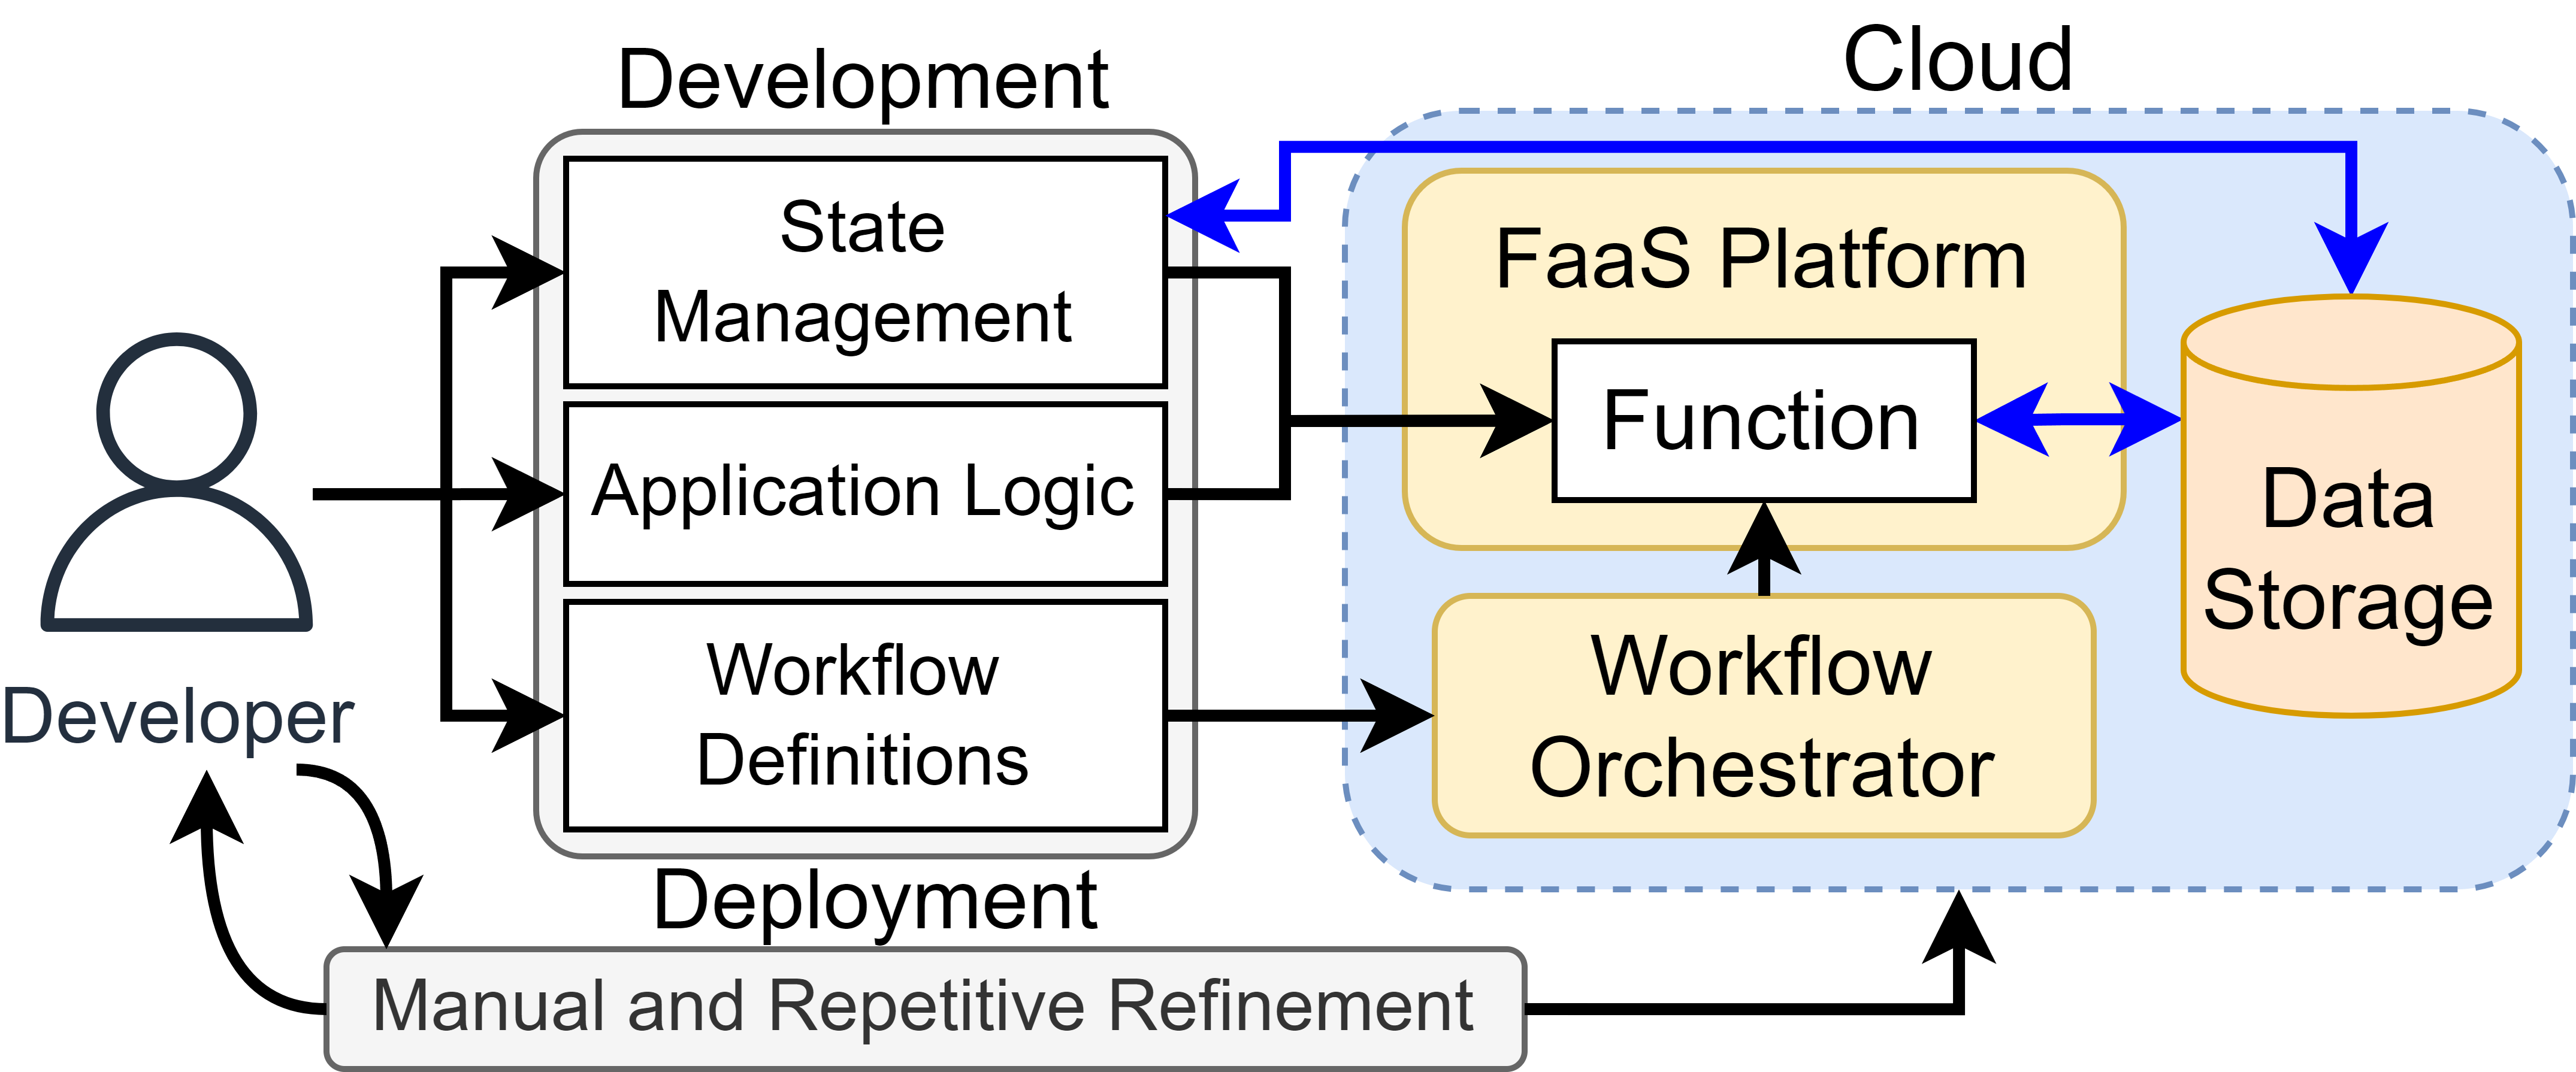 Development
Cloud
State
Management
Application Logic
Workflow
Definitions
FaaS Platform
Function
Data
Storage
Workflow
Orchestrator
Developer
Deployment
Manual and Repetitive Refinement